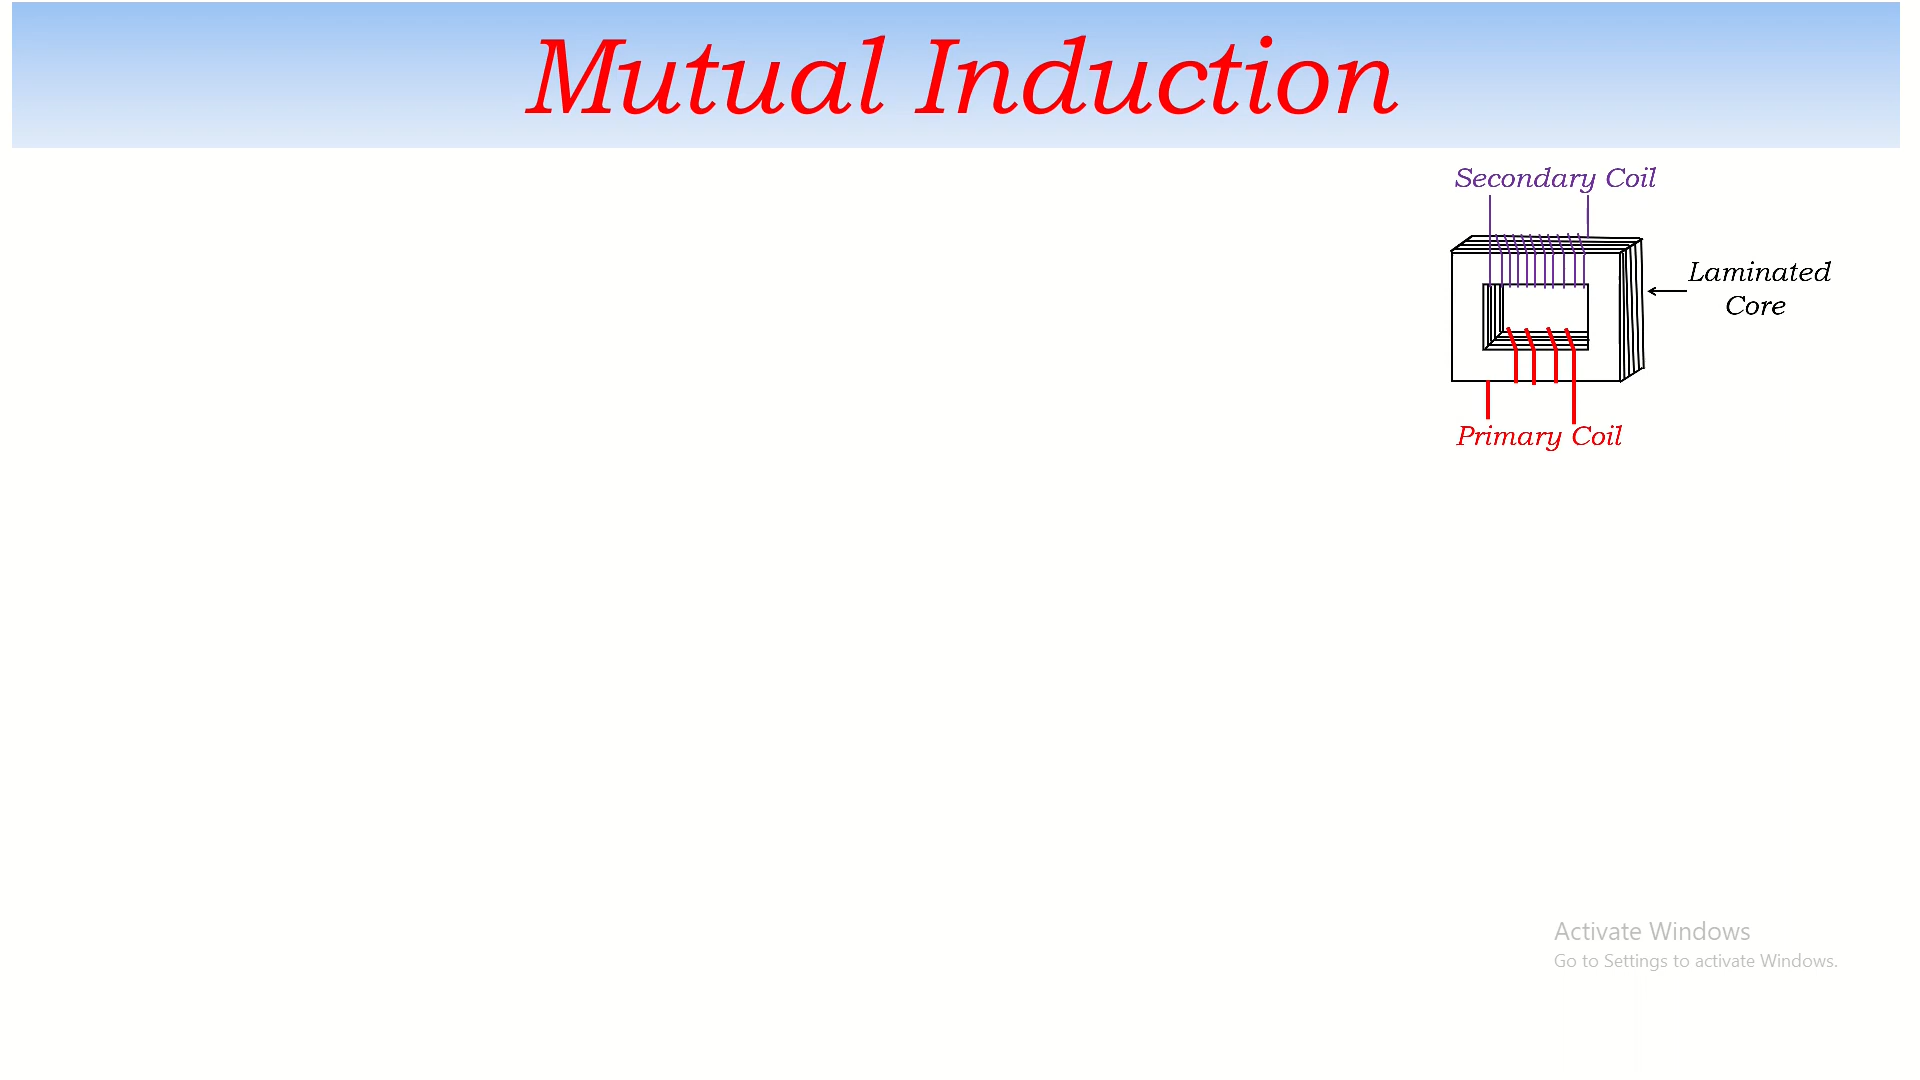 Mutual Induction
Secondary Coil
Laminated
Core
Primary Coil
Activate Windows
Go to Settings to activate Windows.